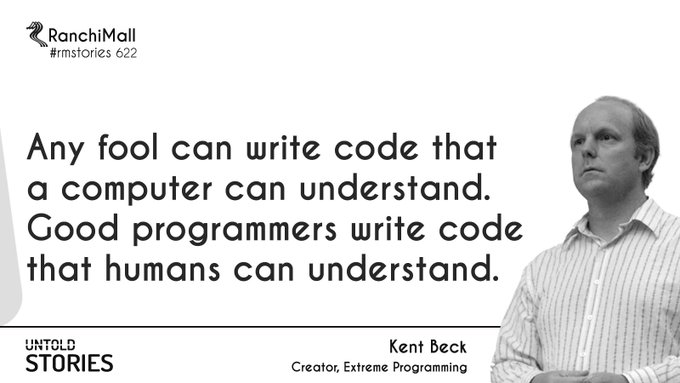 RanchiMall
#rmstories 622
Any fool can write code that
a computer can understand.
Good programmers write code
that humans can understand.
UNTOLD
STORIES
Kent Beck
Creator, Extreme Programming